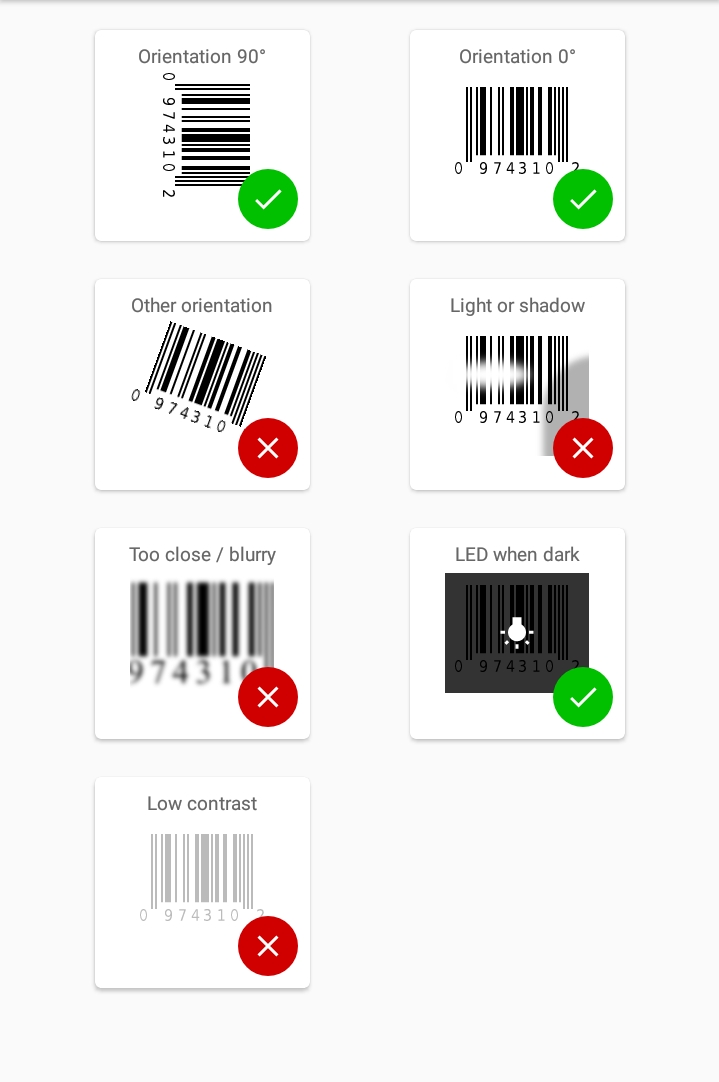 Orientation 90°
0 974310 2
Orientation 0°
0 974310 2
Other orientation
0 974310
Light or shadow
0 974310 2
Too close / blurry
974310
LED when dark
0 974310 2
Low contrast
0 974310 2